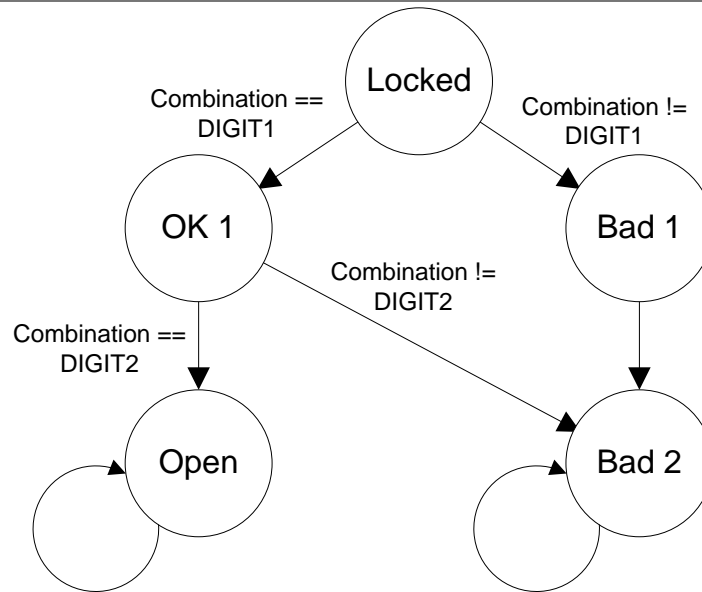 Locked
Combination ==
DIGIT1
Combination !=
DIGIT1
OK 1
Bad 1
Combination !=
DIGIT2
Combination ==
DIGIT2
Open
Bad 2